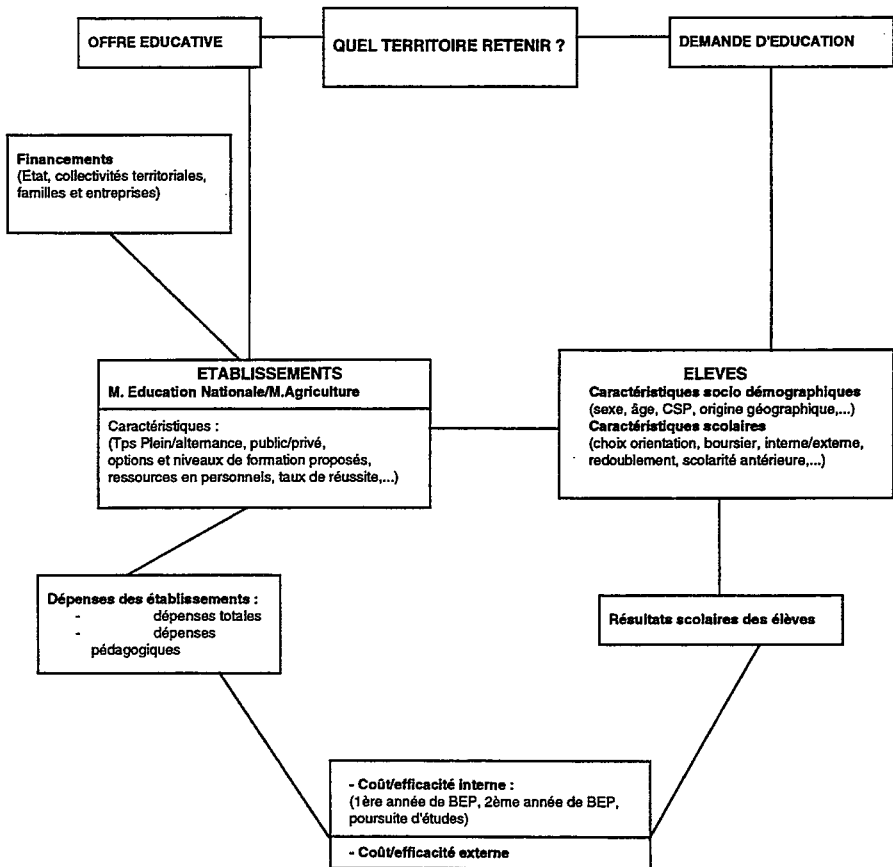 OFFRE EDUCATIVE
QUEL TERRITOIRE RETENIR ?
DEMANDE D'EDUCATION
Financements
(Etat, collectivités territoriales,
familles et entreprises)
ETABLISSEMENTS
M. Education Nationale/M.Agriculture
Caractéristiques :
(Tps Plein/alternance, public/privé,
options et niveaux de formation proposés,
ressources en personnels, taux de réussite,...)
ELEVES
Caractéristiques socio démographiques
(sexe, âge, CSP, origine géographique,...)
Caractéristiques scolaires
(choix orientation, boursier, interne/externe,
redoublement, scolarité antérieure,...)
Dépenses des établissements :
- dépenses totales
- dépenses
pédagogiques
Résultats scolaires des élèves
- Coût/efficacité interne :
(1ère année de BEP, 2ème année de BEP,
poursuite d'études)
- Coût/efficacité externe